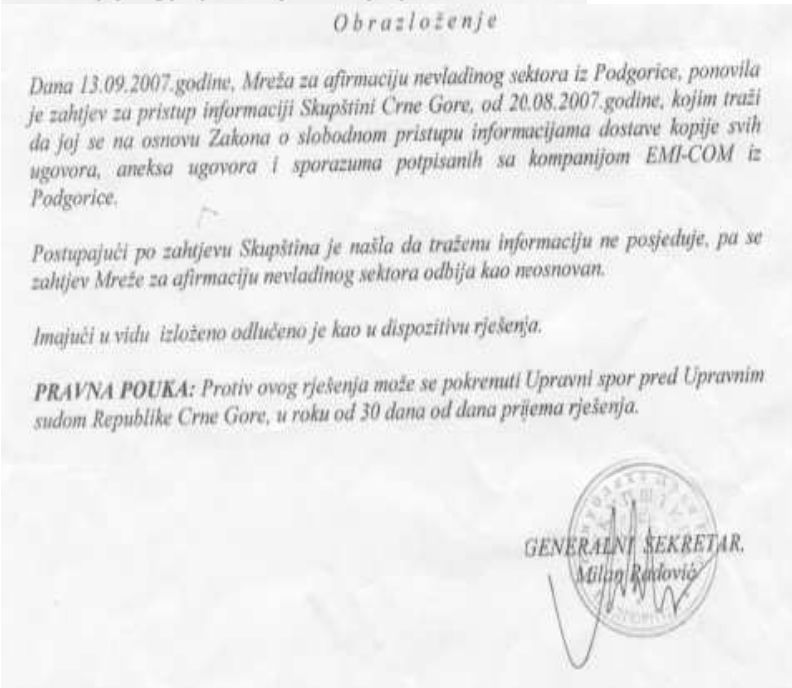 Obrazloženje
Dana 13.09.2007.godine, Mreža za afirmaciju nevladinog sektora iz Podgorice, ponovila
je zahtjev za pristup informaciji Skupštini Crne Gore, od 20.08.2007.godine, kojim traži
da joj se na osnovu Zakona o slobodnom pristupu informacijama dostave kopije svih
ugovora, aneksa ugovora i sporazuma potpisanih sa kompanijom EMI-COM iz
Podgorice.
Postupajući po zahtjevu Skupština je našla da traženu informaciju ne posjeduje, pa se
zahtjev Mreže za afirmaciju nevladinog sektora odbija kao neosnovan.
Imajući u vidu izloženo odlučeno je kao u dispozitivu rješenja.
PRAVNA POUKA: Protiv ovog rješenja može se pokrenuti Upravni spor pred Upravnim
sudom Republike Crne Gore, u roku od 30 dana od dana prijema rješenja.
GENERALNI SEKRETAR,
Milan Radović